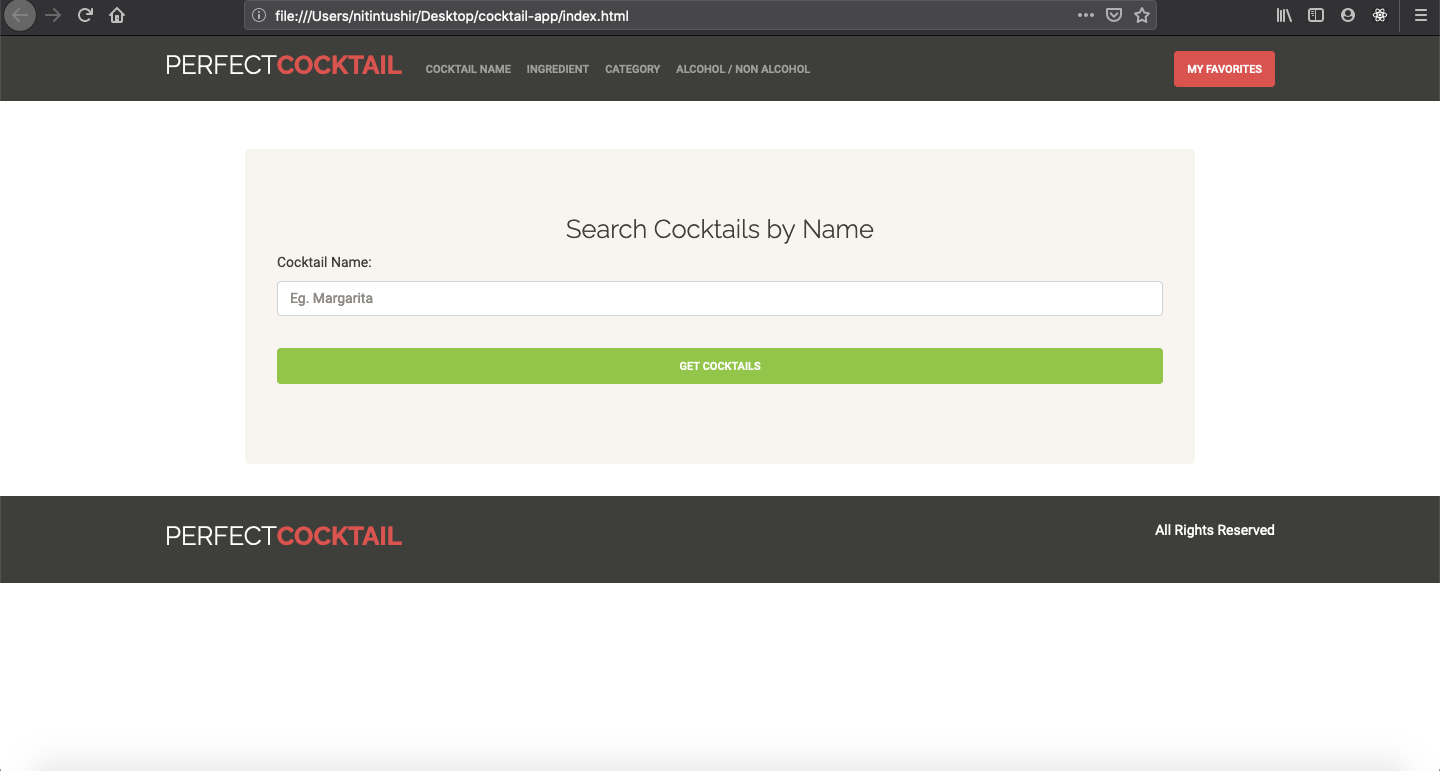 file:///Users/nitintushir/Desktop/cocktail-app/index.html
PERFECTCOCKTAIL COCKTAIL NAME INGREDIENT CATEGORY ALCOHOL / NON ALCOHOL MY FAVORITES
Search Cocktails by Name
Cocktail Name:
Eg. Margarita
GET COCKTAILS
PERFECTCOCKTAIL All Rights Reserved